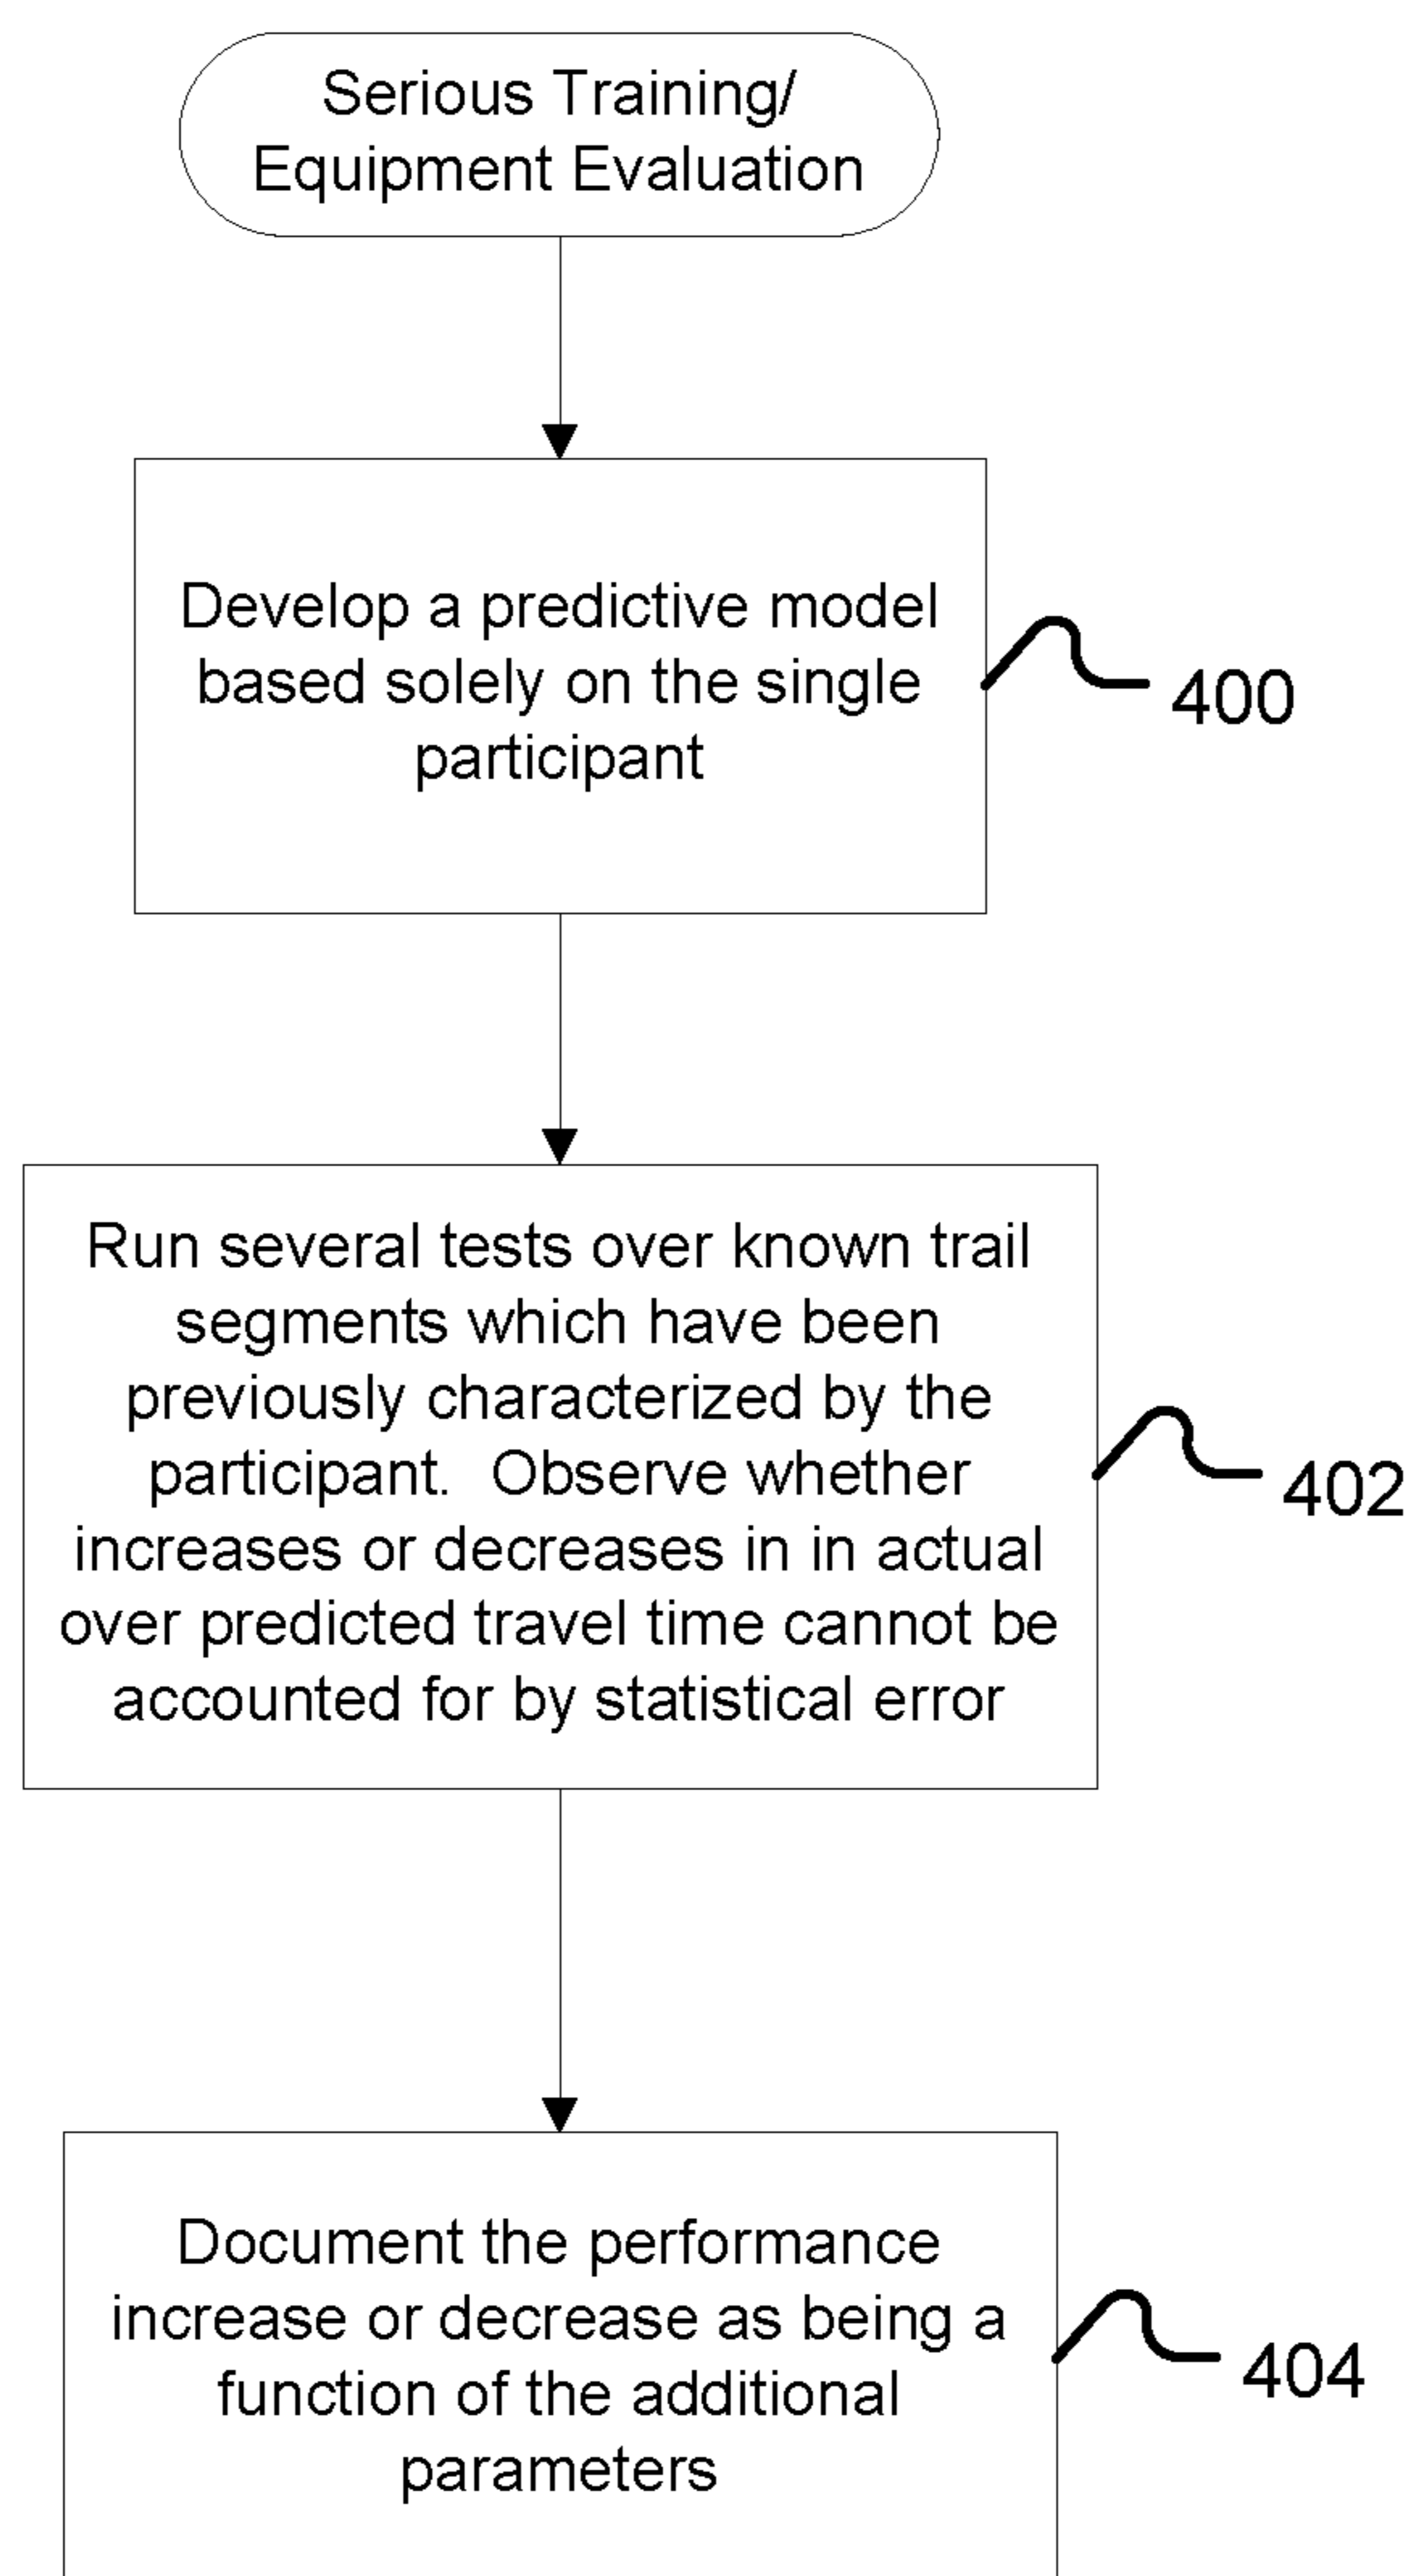 Serious Training/
Equipment Evaluation
Develop a predictive model
based solely on the single
participant
400
Run several tests over known trail
segments which have been
previously characterized by the
participant.  Observe whether
increases or decreases in in actual
over predicted travel time cannot be
accounted for by statistical error
402
Document the performance
increase or decrease as being a
function of the additional
parameters
404